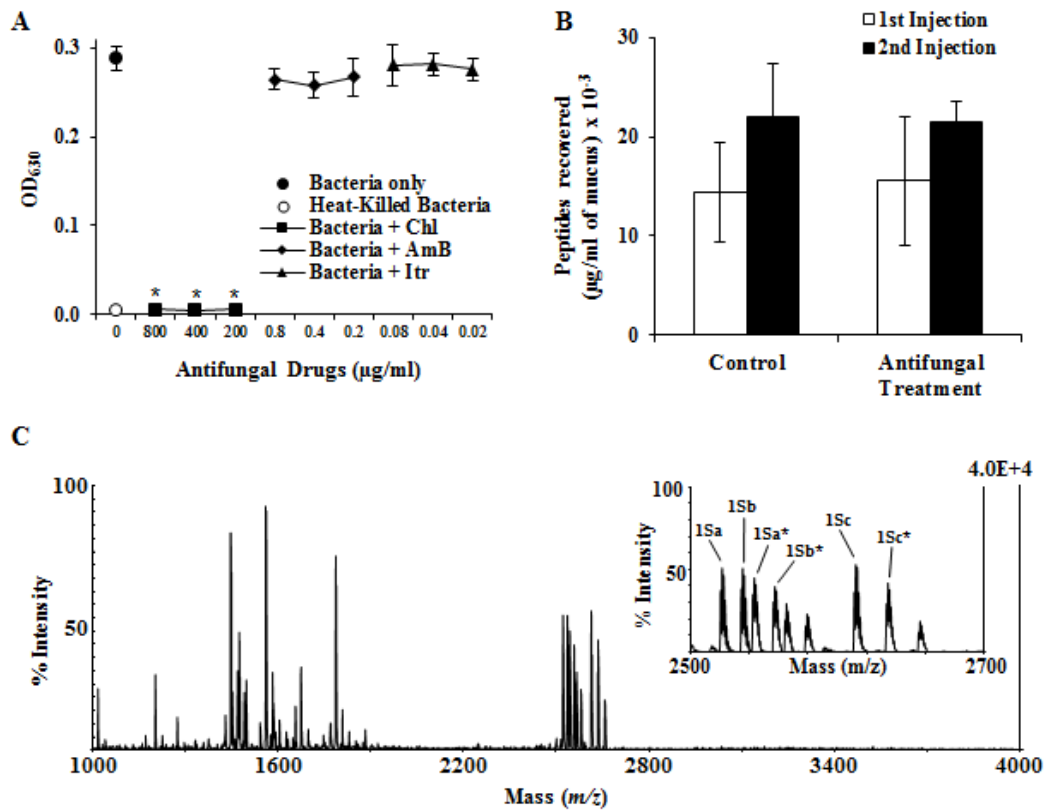 A
0.3
0.2
0.1
0.0
OD630
Bacteria only
Heat-Killed Bacteria
Bacteria + Chl
Bacteria + AmB
Bacteria + Itr
* * *
0 800 400 200 0.8 0.4 0.2 0.08 0.04 0.02
Antifungal Drugs (µg/ml)
B
1st Injection
2nd Injection
30
20
10
0
Peptides recovered
(µg/ml of mucus) x 10-3
Control
Antifungal
Treatment
C
100
50
% Intensity
1000 1600 2200 2800 3400 4000
Mass (m/z)
4.0E+4
100
50
0
% Intensity
1Sa
1Sb
1Sa*
1Sb*
1Sc
1Sc*
2500
Mass (m/z)
2700